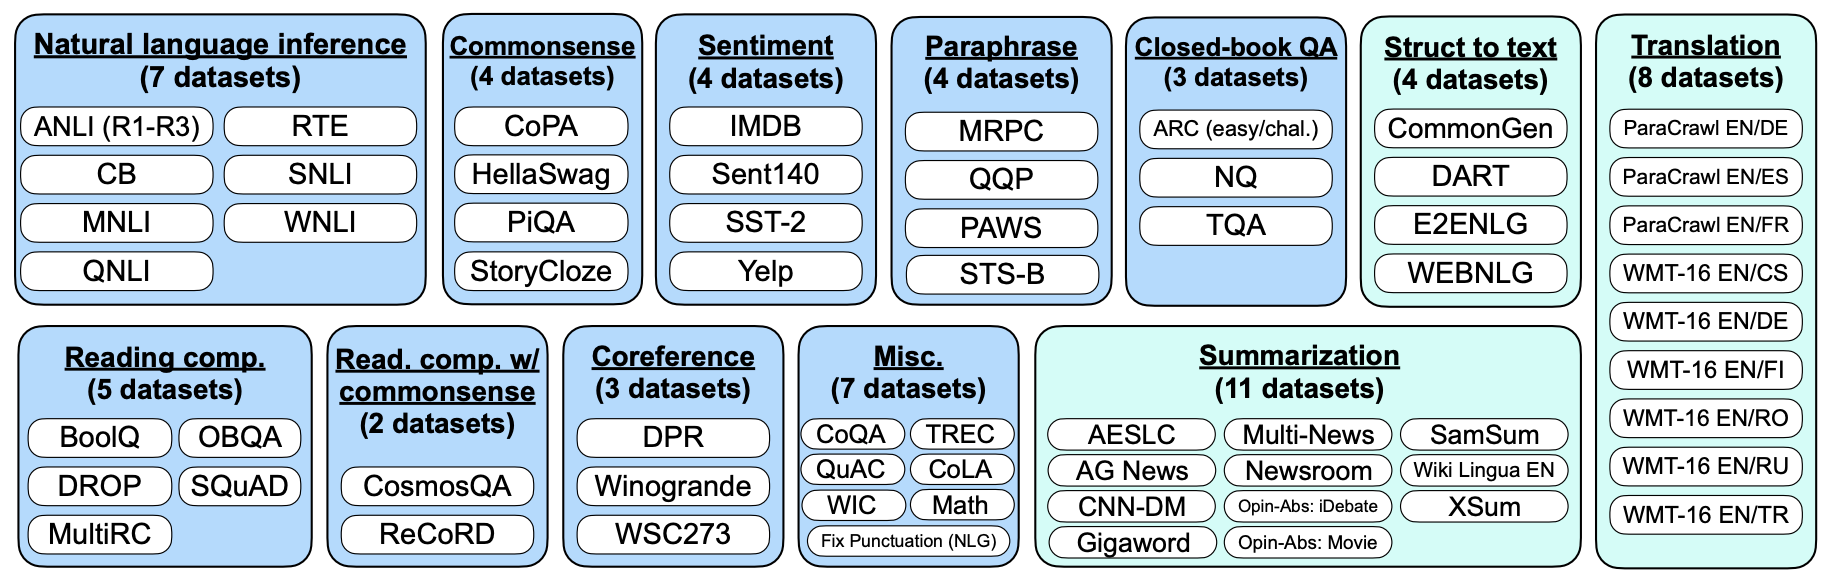 Natural language inference
(7 datasets)
ANLI (R1-R3)
RTE
CB
SNLI
MNLI
WNLI
QNLI
Commonsense
(4 datasets)
CoPA
HellaSwag
PiQA
StoryCloze
Sentiment
(4 datasets)
IMDB
Sent140
SST-2
Yelp
Paraphrase
(4 datasets)
MRPC
QQP
PAWS
STS-B
Closed-book QA
(3 datasets)
ARC (easy/chal.)
NQ
TQA
Struct to text
(4 datasets)
CommonGen
DART
E2ENLG
WEBNLG
Translation
(8 datasets)
ParaCrawl EN/DE
ParaCrawl EN/ES
ParaCrawl EN/FR
WMT-16 EN/CS
WMT-16 EN/DE
WMT-16 EN/FI
WMT-16 EN/RO
WMT-16 EN/RU
WMT-16 EN/TR
Reading comp.
(5 datasets)
BoolQ
OBQA
DROP
SQuAD
MultiRC
Read. comp. w/
commonsense
(2 datasets)
CosmosQA
ReCoRD
Coreference
(3 datasets)
DPR
Winogrande
WSC273
Misc.
(7 datasets)
CoQA
TREC
QuAC
CoLA
WIC
Math
Fix Punctuation (NLG)
Summarization
(11 datasets)
AESLC
Multi-News
SamSum
AG News
Newsroom
Wiki Lingua EN
CNN-DM
Opin-Abs: iDebate
XSum
Gigaword
Opin-Abs: Movie